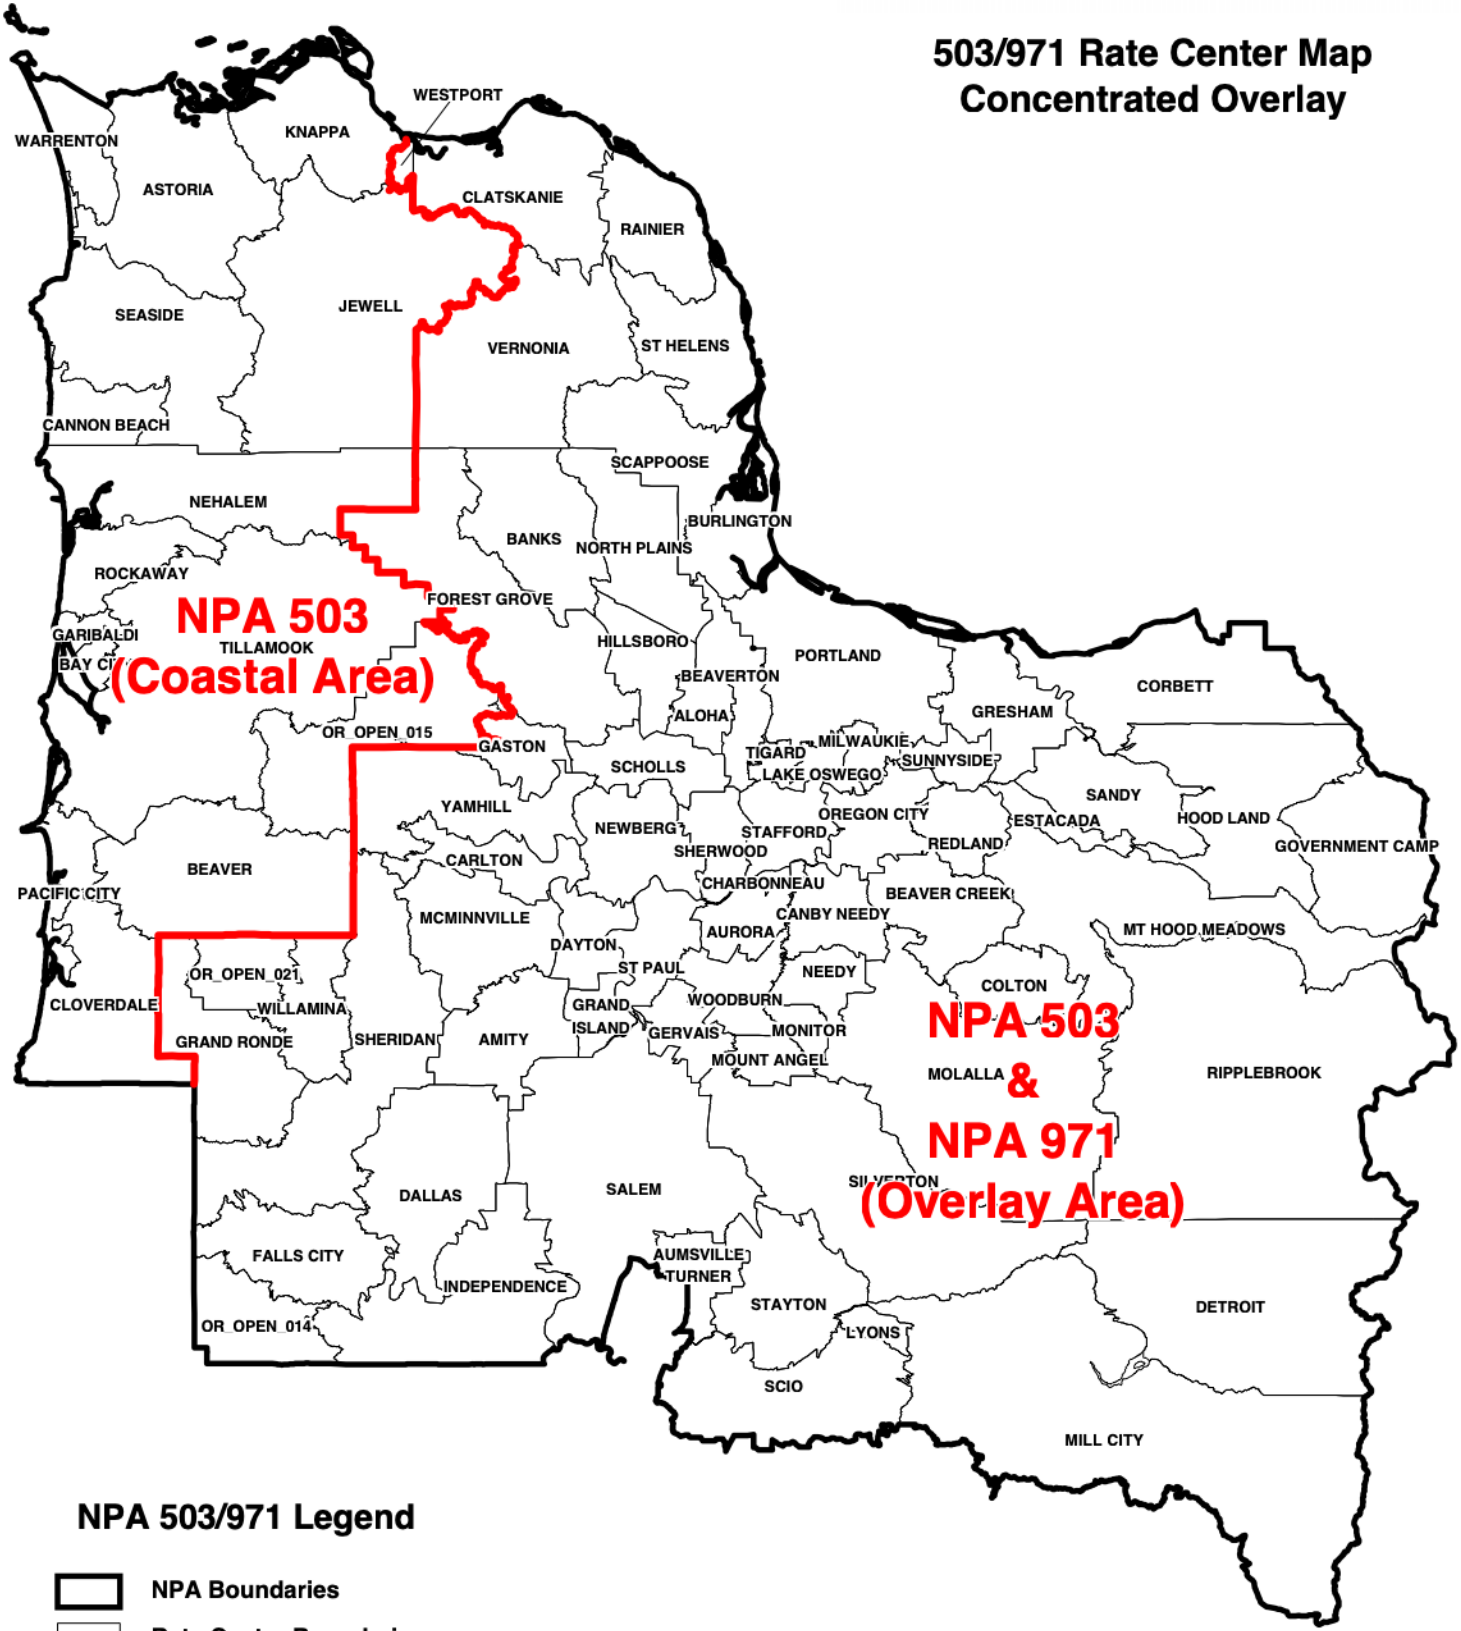 503/971 Rate Center Map
Concentrated Overlay
WESTPORT
KNAPPA
WARRENTON
ASTORIA
CLATSKANIE
RAINIER
SEASIDE
JEWELL
VERNONIA
ST HELENS
CANNON BEACH
SCAPPOOSE
NEHALEM
BURLINGTON
BANKS
NORTH PLAINS
ROCKAWAY
FOREST GROVE
NPA 503
GARIBALDI
TILLAMOOK
HILLSBORO
PORTLAND
BAY
(Coastal Area)
BEAVERTON
CORBETT
ALOHA
GRESHAM
OR_OPEN_015
GASTON
MILWAUKIE
TIGARD
SUNNYSIDE
SCHOLLS
LAKE OSWEGO
SANDY
YAMHILL
OREGON CITY
HOOD LAND
NEWBERG
STAFFORD
ESTACADA
REDLAND
SHERWOOD
GOVERNMENT CAMP
CARLTON
BEAVER
CHARBONNEAU
PACIFIC CITY
BEAVER CREEK
MCMINNVILLE
CANBY NEEDY
AURORA
MT HOOD MEADOWS
DAYTON
ST PAUL
NEEDY
OR_OPEN_021
COLTON
CLOVERDALE
WILLAMINA
GRAND
ISLAND
WOODBURN
NPA 503
GRAND RONDE
SHERIDAN
AMITY
GERVAIS
MONITOR
MOUNT ANGEL
MOLALLA
&
RIPPLEBROOK
NPA 971
SILVERTON
(Overlay Area)
DALLAS
SALEM
FALLS CITY
AUMSVILLE
TURNER
INDEPENDENCE
STAYTON
DETROIT
OR_OPEN_014
LYONS
SCIO
MILL CITY
NPA 503/971 Legend
NPA Boundaries